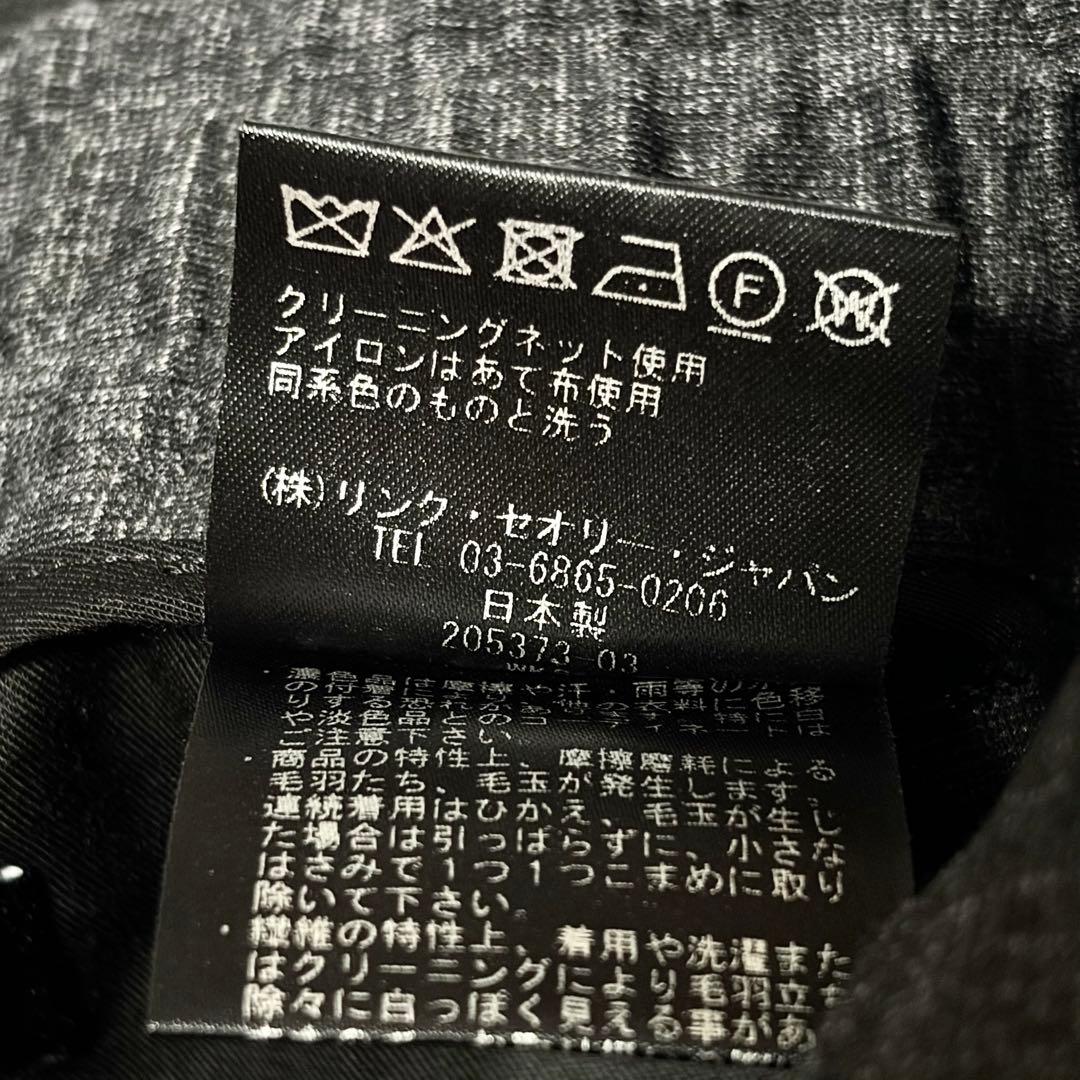 F
W
クリーニングネット使用
アイロンはあて布使用
同系色のものと洗う
(株)リンク・セオリー・ジャパン
TEL 03-6865-0206
日本製
205373-03
ご注意下さい。
商品の特性上、摩擦磨耗による
毛羽たち、毛玉が発生します。
連続着用はひかえ、毛玉が生じ
た場合は引っぱらずに、小さな
はさみで1つ1つこまめに取り
除いて下さい。
・繊維の特性上、着用や洗濯また
はクリーニングにより毛羽立ち
除々に白っぽく見える事があ